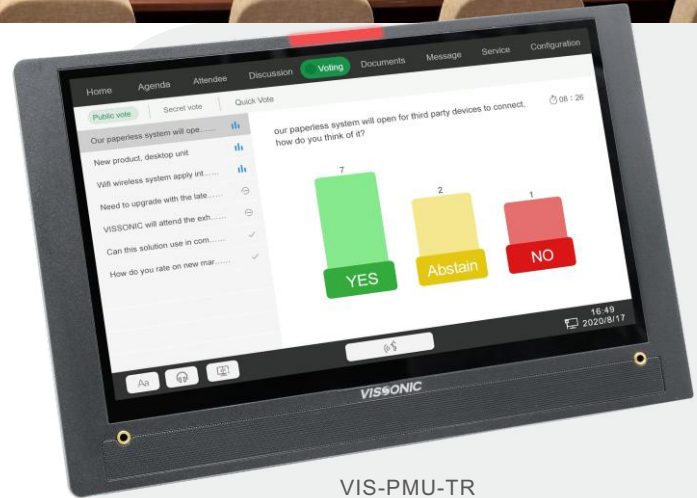 Home Agenda Attendee Discussion Voting Documents Message Service Configuration
Public vote Secret vote Quick Vote
Our paperless system will ope......
New product, desktop unit
Wifi wireless system apply int......
Need to upgrade with the late......
VISSONIC will attend the exh......
Can this solution use in com......
How do you rate on new mar......
our paperless system will open for third party devices to connect,
how do you think of it?
08 : 26
7
2
1
YES
Abstain
NO
16:49
2020/8/17
Aa
VISSONIC
VIS-PMU-TR